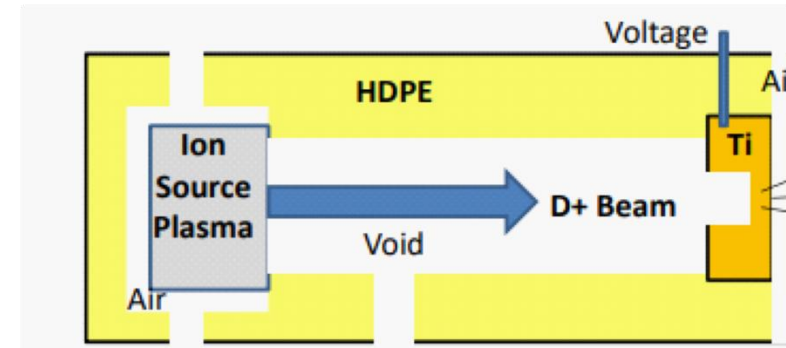 Voltage
HDPE
Ion
Source
Plasma
Ti
D+ Beam
Void
Air